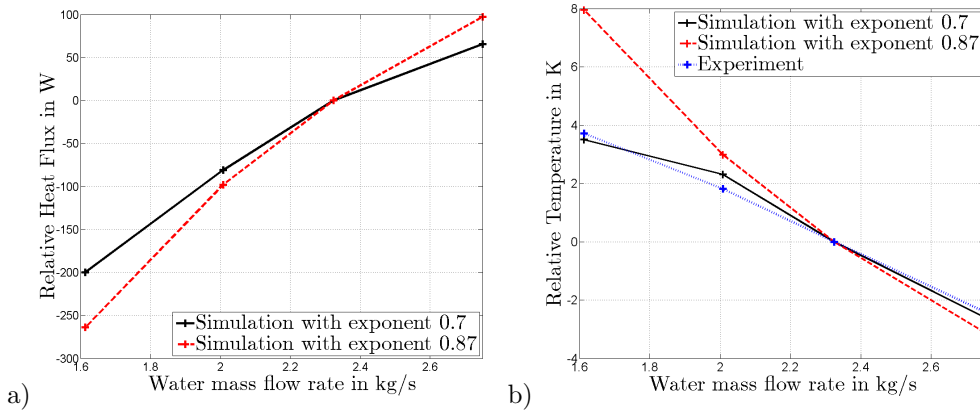 a)
Relative Heat Flux in W
100
50
0
-50
-100
-150
-200
-250
-300
1.6
1.8
2
2.2
2.4
2.6
Water mass flow rate in kg/s
Simulation with exponent 0.7
Simulation with exponent 0.87
b)
Relative Temperature in K
8
6
4
2
0
-2
-4
1.6
1.8
2
2.2
2.4
2.6
Water mass flow rate in kg/s
Simulation with exponent 0.7
Simulation with exponent 0.87
Experiment